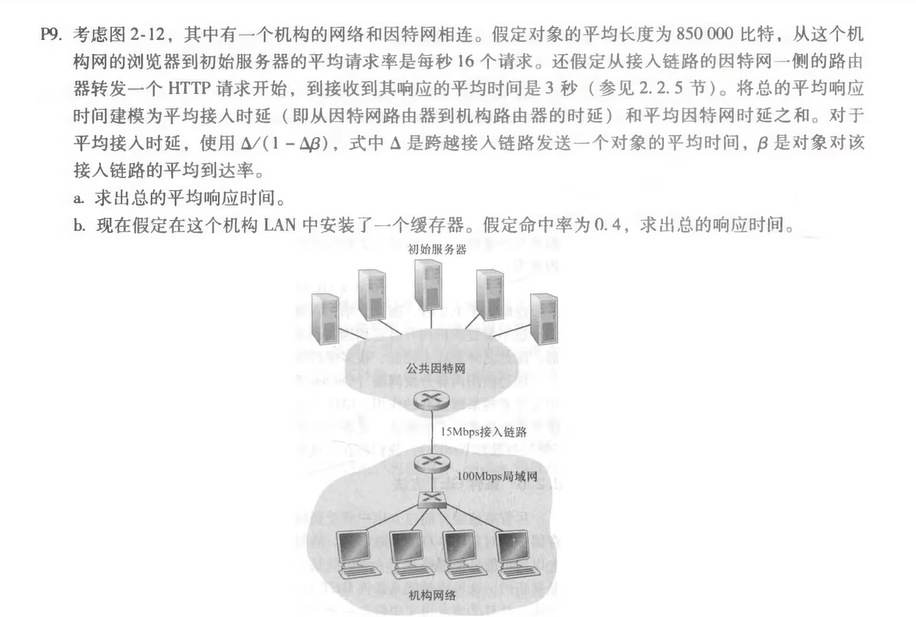 P9. 考虑图 2-12，其中有一个机构的网络和因特网相连。假定对象的平均长度为 850 000 比特，从这个机
构网的浏览器到初始服务器的平均请求率是每秒 16 个请求。还假定从接入链路的因特网一侧的路由
器转发一个 HTTP 请求开始，到接收到其响应的平均时间是 3 秒（参见 2.2.5 节）。将总的平均响应
时间建模为平均接入时延（即从因特网路由器到机构路由器的时延）和平均因特网时延之和。对于
平均接入时延，使用 Δ/(1-Δβ)，式中 Δ 是跨越接入链路发送一个对象的平均时间，β 是对象对该
接入链路的平均到达率。
a. 求出总的平均响应时间。
b. 现在假定在这个机构 LAN 中安装了一个缓存器。假定命中率为 0.4，求出总的响应时间。
初始服务器
公共因特网
15Mbps接入链路
100Mbps局域网
机构网络